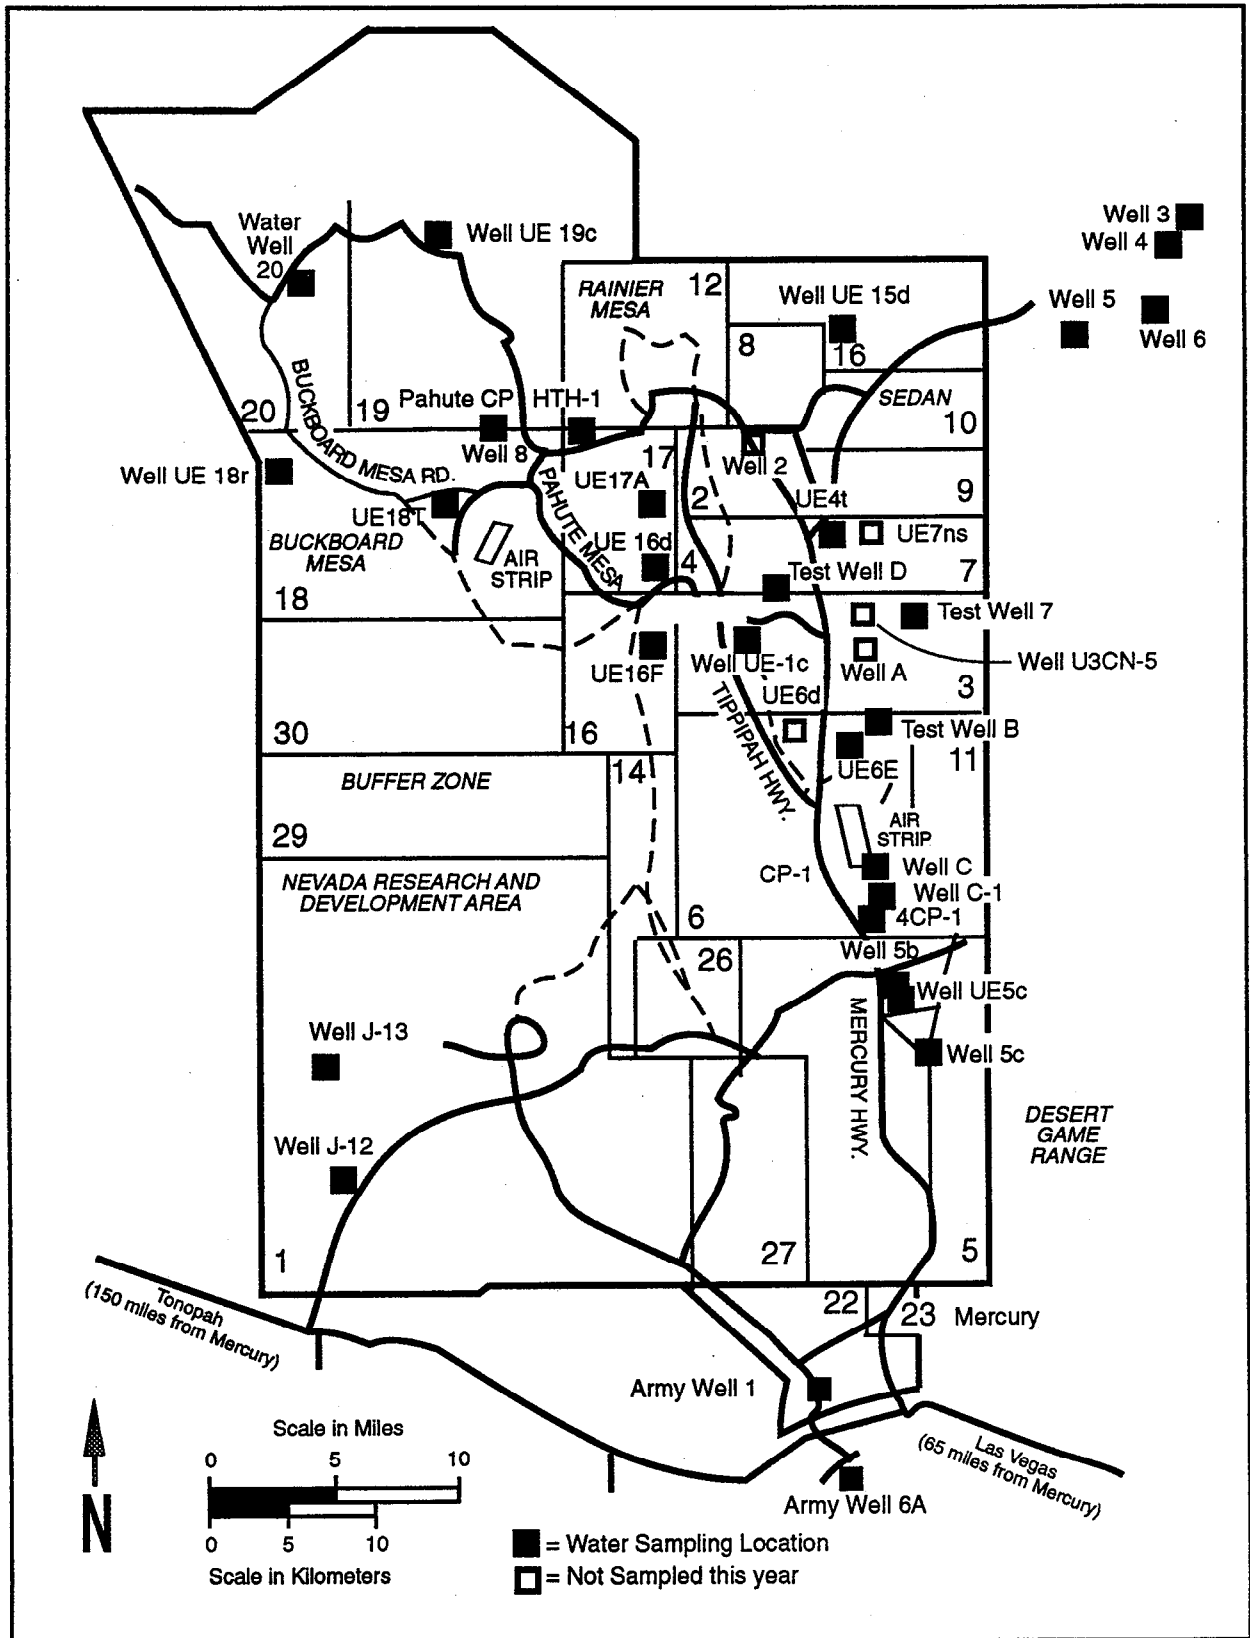 Well 3
Well 4
Water
Well
20
Well UE 19c
RAINIER
MESA
12
Well UE 15d
Well 5
Well 6
8
16
SEDAN
10
BUCKBOARD MESA RD.
20
19
Pahute CP
HTH-1
Well 8
17
Well 2
Well UE 18r
UE17A
2
UE4t
9
UE18T
PAHUTE MESA
BUCKBOARD
MESA
AIR
STRIP
UE 16d
4
UE7ns
7
Test Well D
18
Test Well 7
Well UE-1c
Well A
Well U3CN-5
UE16F
UE6d
3
TIPPIPAH HWY.
30
16
Test Well B
11
UE6E
14
BUFFER ZONE
29
AIR
STRIP
CP-1
Well C
NEVADA RESEARCH AND
DEVELOPMENT AREA
Well C-1
6
4CP-1
Well 5b
26
Well UE5c
MERCURY HWY.
Well J-13
Well 5c
DESERT
GAME
RANGE
Well J-12
1
27
5
Tonopah
(150 miles from Mercury)
22
23
Mercury
Army Well 1
Las Vegas
(65 miles from Mercury)
Army Well 6A
N
Scale in Miles
0 5 10
0 5 10
Scale in Kilometers
= Water Sampling Location
= Not Sampled this year